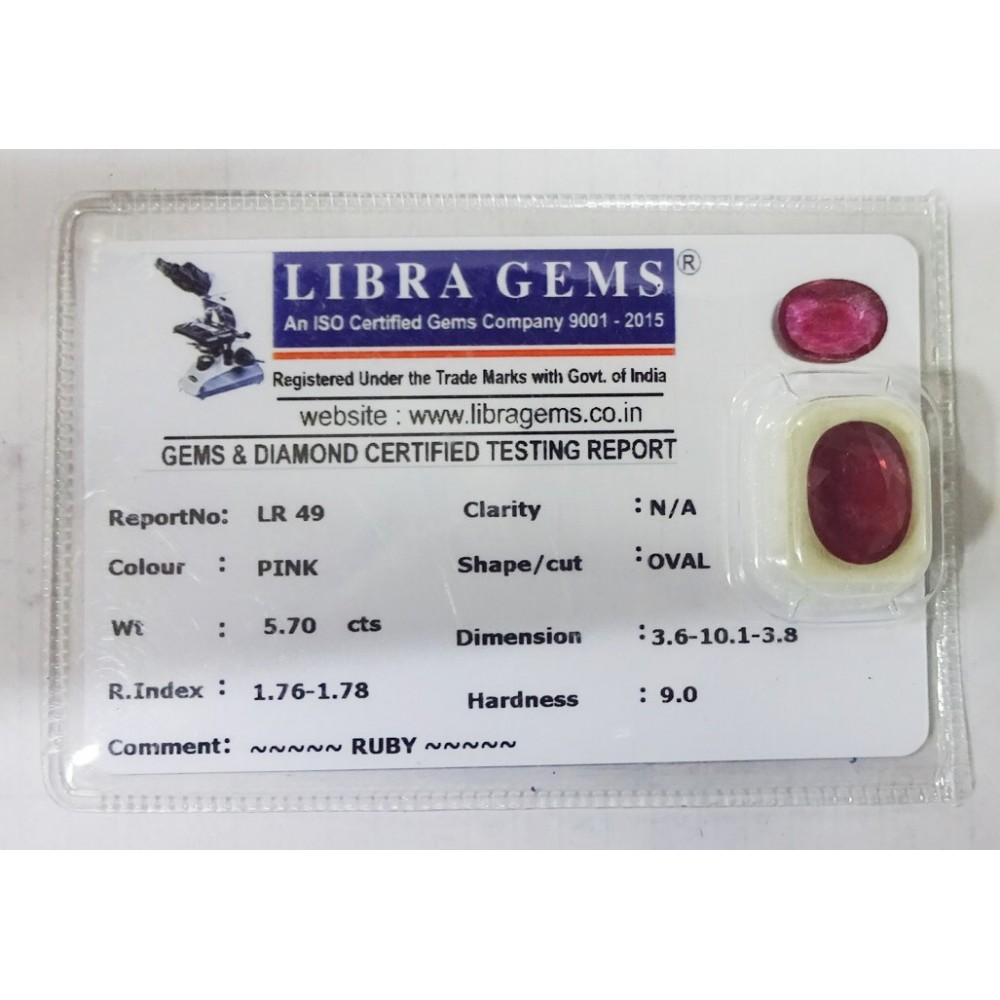 LIBRA GEMS ®
An ISO Certified Gems Company 9001 - 2015
Registered Under the Trade Marks with Govt. of India
website : www.libragems.co.in
GEMS & DIAMOND CERTIFIED TESTING REPORT
ReportNo: LR 49 Clarity : N/A
Colour : PINK Shape/cut : OVAL
Wt : 5.70 cts Dimension : 3.6-10.1-3.8
R.Index : 1.76-1.78 Hardness : 9.0
Comment: ~~~~~ RUBY ~~~~~